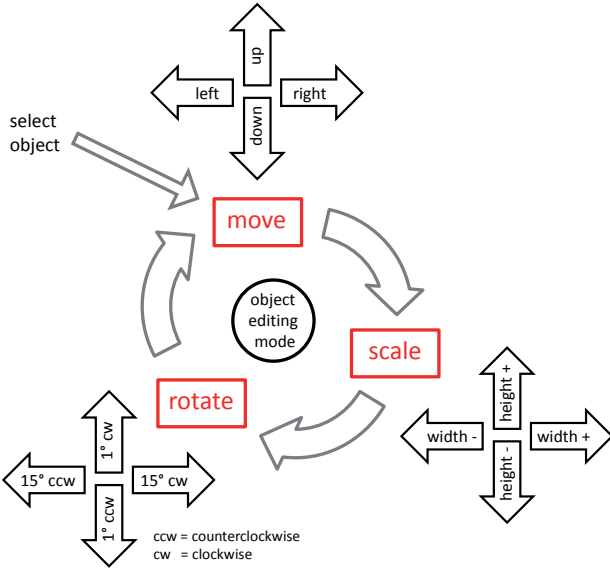 up
left
right
down
select
object
move
object
editing
mode
scale
rotate
height +
width -
width +
height -
1° cw
15° ccw
15° cw
1° ccw
ccw = counterclockwise
cw = clockwise